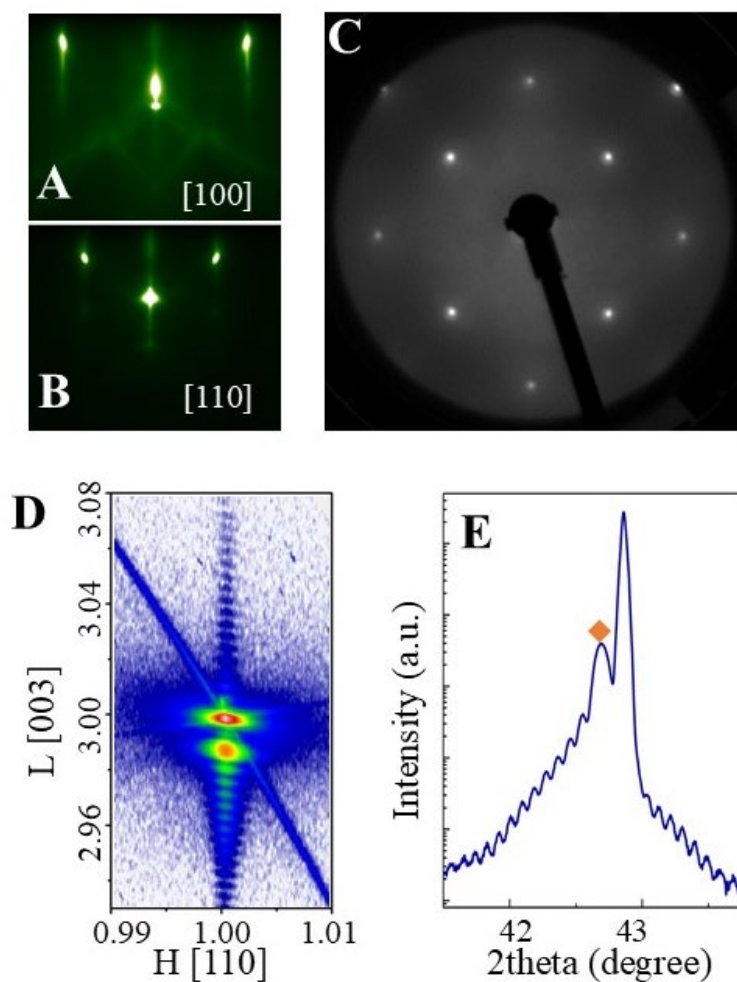 A
[100]
B
[110]
C
D
3.08
3.04
3.00
2.96
L [003]
0.99
1.00
1.01
H [110]
E
Intensity (a.u.)
42
43
2theta (degree)